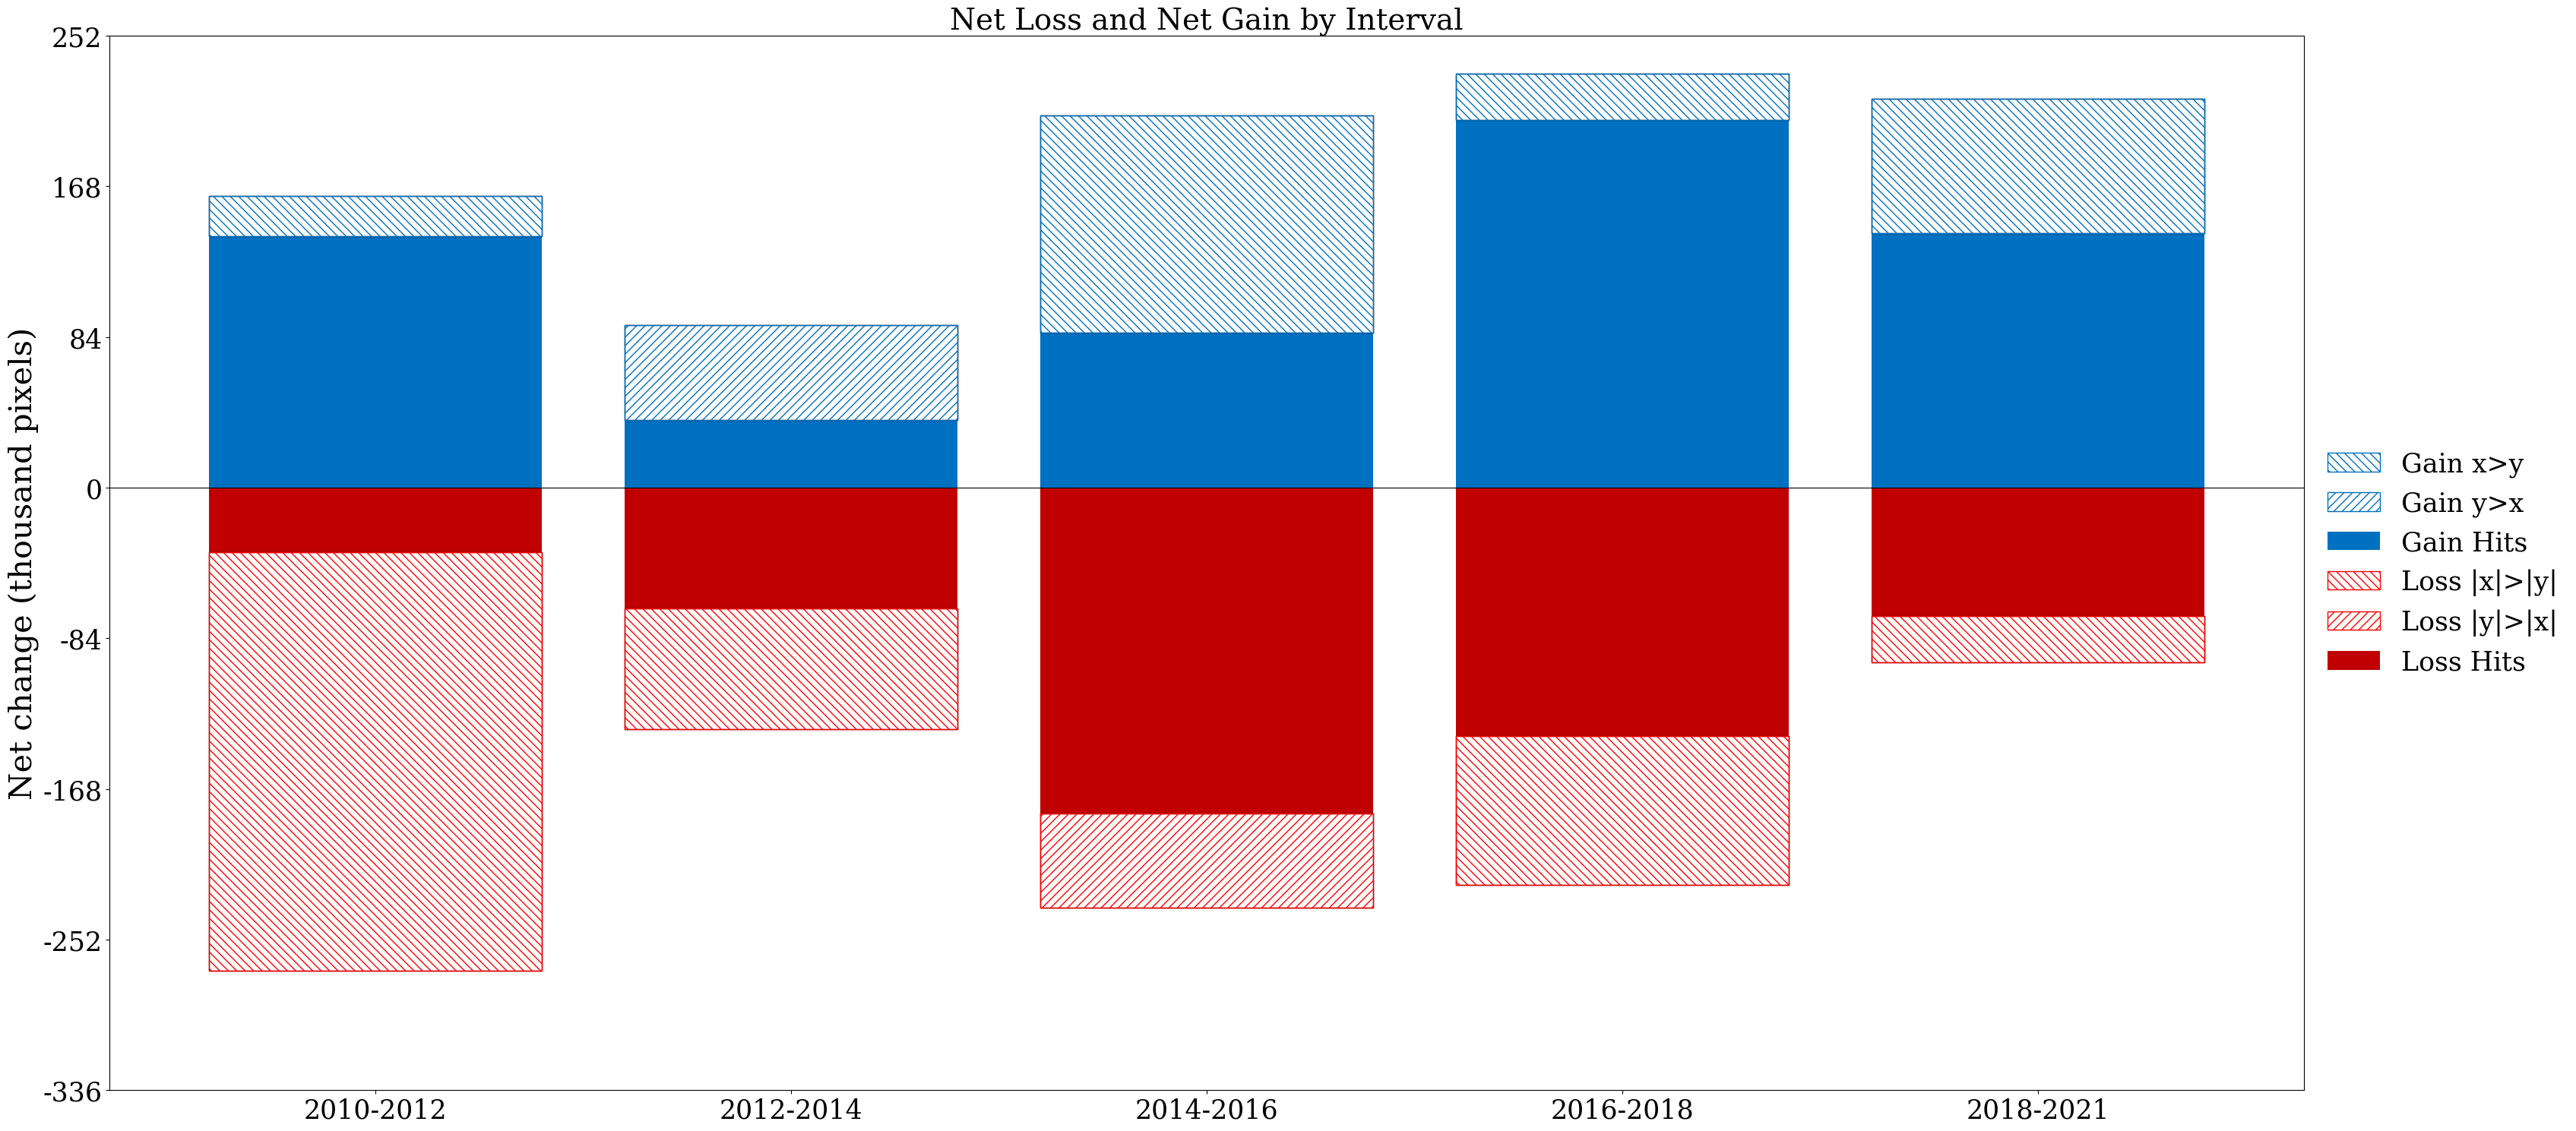 Net Loss and Net Gain by Interval
252
168
84
0
-84
-168
-252
-336
Net change (thousand pixels)
2010-2012
2012-2014
2014-2016
2016-2018
2018-2021
Gain x>y
Gain y>x
Gain Hits
Loss |x|>|y|
Loss |y|>|x|
Loss Hits